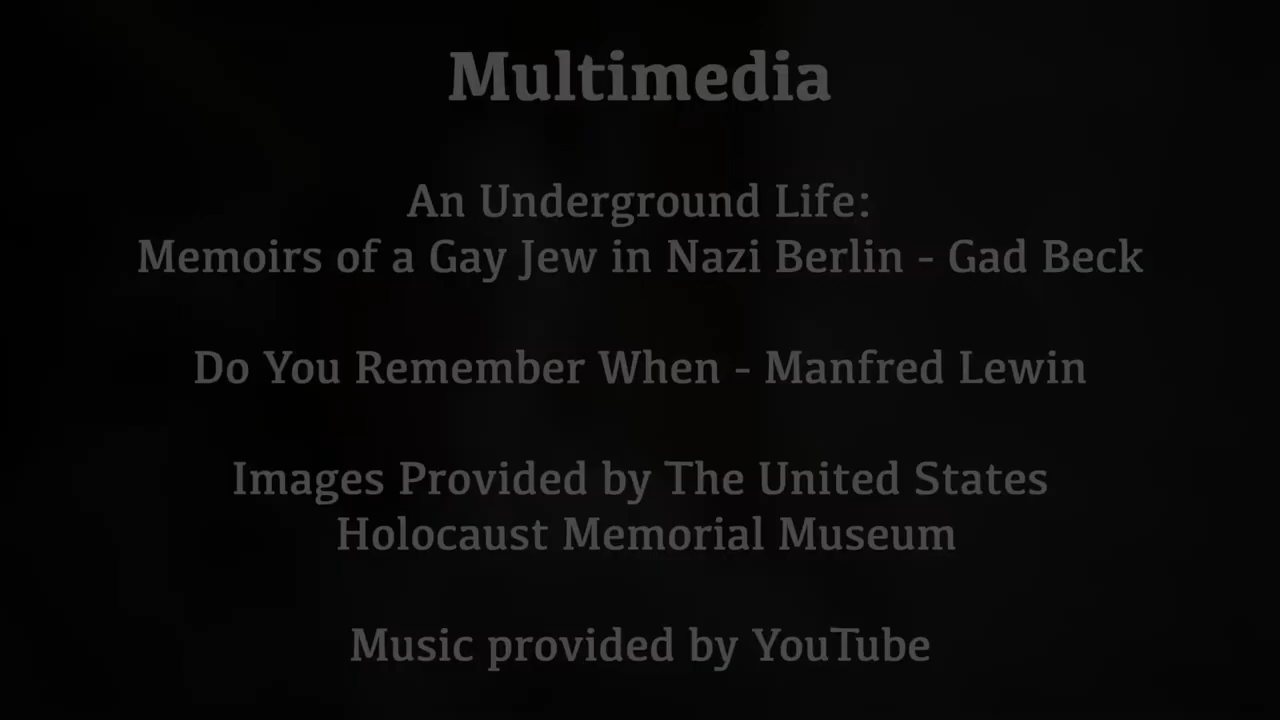 Multimedia
An Underground Life:
Memoirs of a Gay Jew in Nazi Berlin - Gad Beck
Do You Remember When - Manfred Lewin
Images Provided by The United States
Holocaust Memorial Museum
Music provided by YouTube